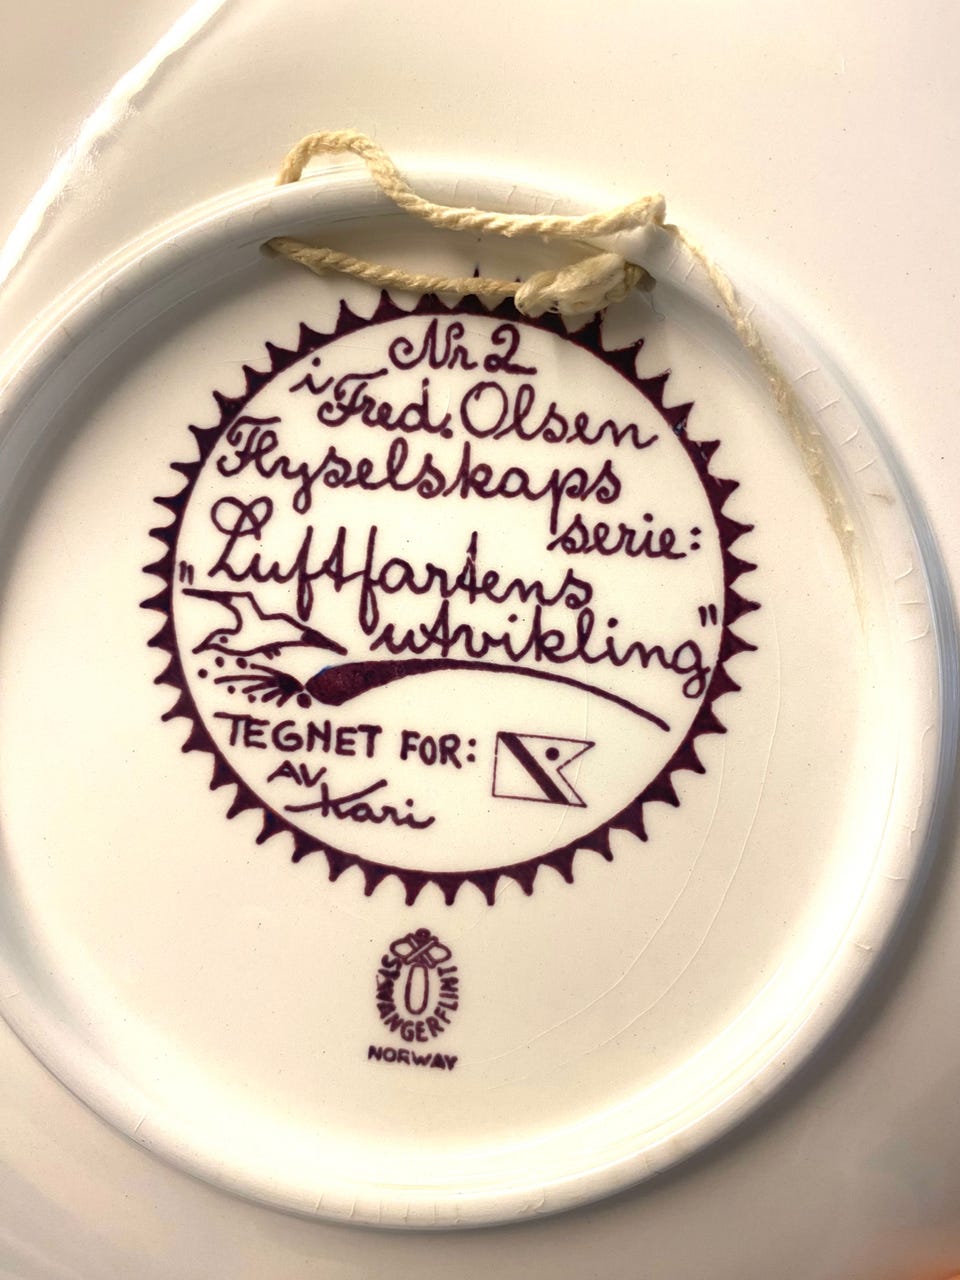 Nr 2
i Fred. Olsen
Flyselskaps
serie:
"Luftfartens
utvikling"
TEGNET FOR:
AV
Kari
STAVANGERFLINT
NORWAY